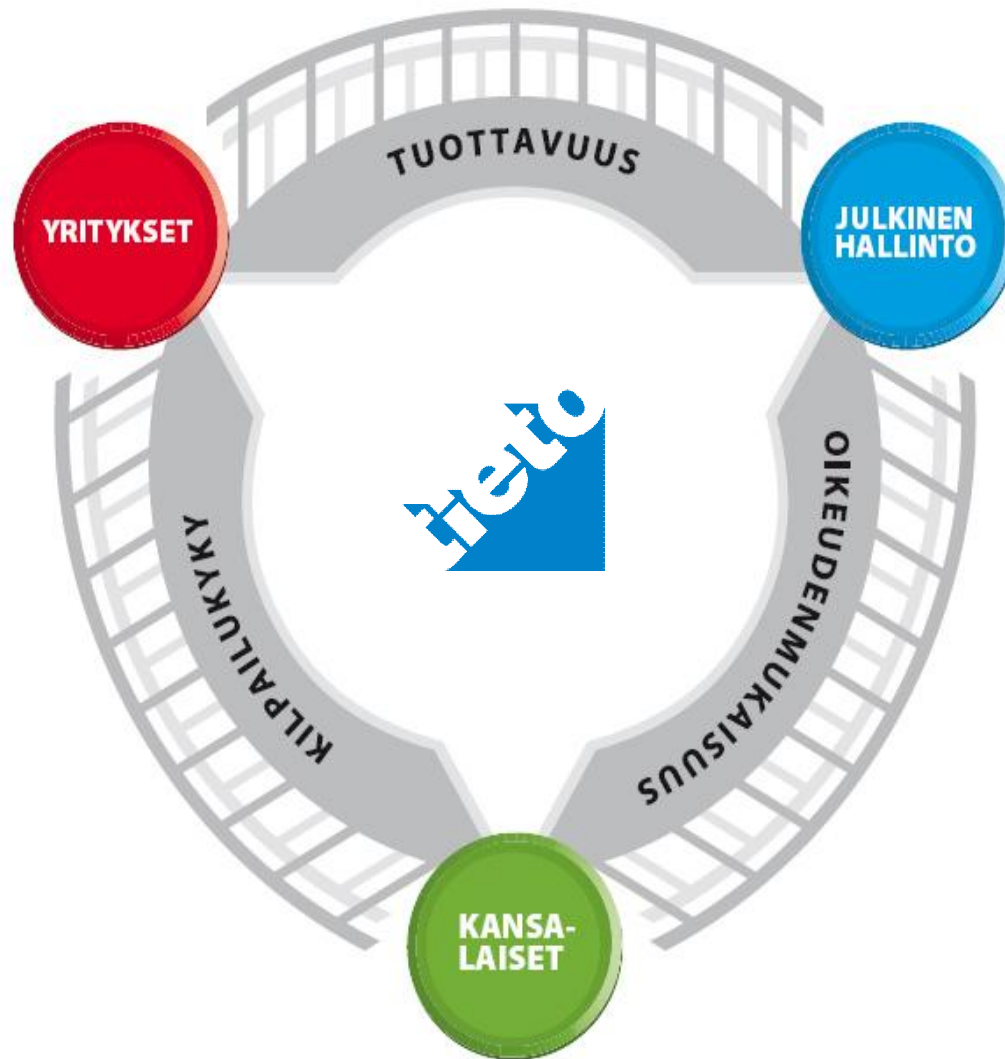 TUOTTAVUUS
YRITYKSET
JULKINEN
HALLINTO
tieto
KILPAILUKYKY
OIKEUDENMUKAISUUS
KANSA-
LAISET